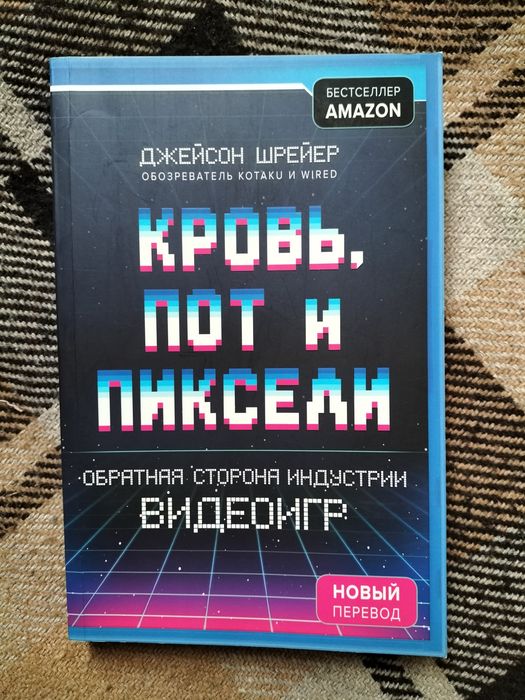 БЕСТСЕЛЛЕР
AMAZON
ДЖЕЙСОН ШРЕЙЕР
ОБОЗРЕВАТЕЛЬ KOTAKU И WIRED
КРОВЬ,
ПОТ И
ПИКСЕЛИ
ОБРАТНАЯ СТОРОНА ИНДУСТРИИ
ВИДЕОИГР
НОВЫЙ
ПЕРЕВОД